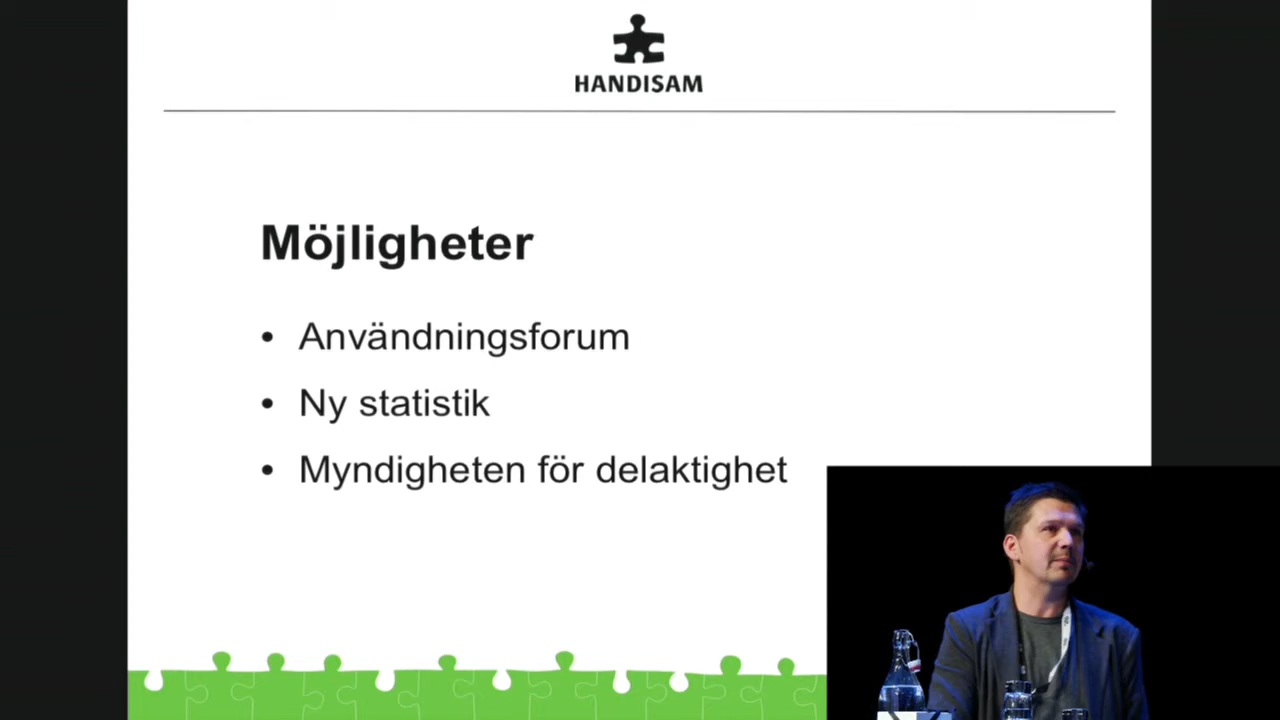 HANDISAM
Möjligheter
• Användningsforum
• Ny statistik
• Myndigheten för delaktighet